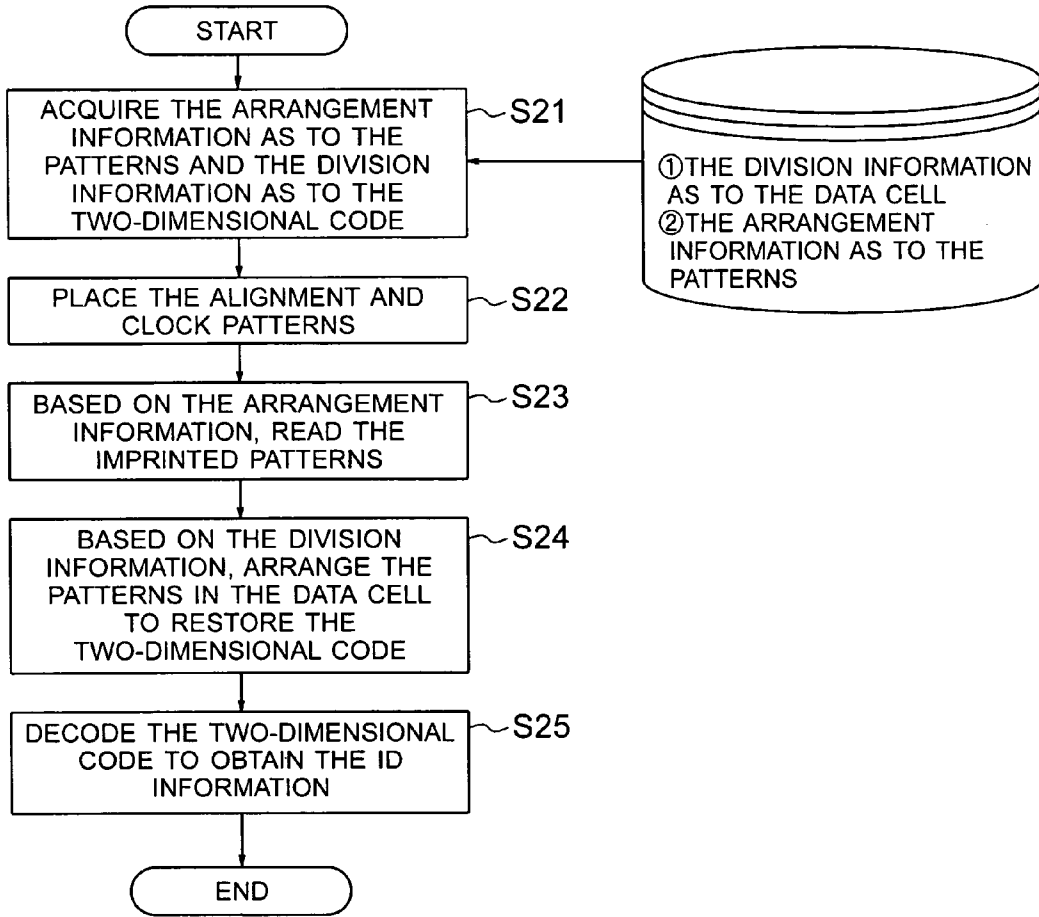 START
ACQUIRE THE ARRANGEMENT
INFORMATION AS TO THE
PATTERNS AND THE DIVISION
INFORMATION AS TO THE
TWO-DIMENSIONAL CODE
S21
①THE DIVISION INFORMATION
AS TO THE DATA CELL
②THE ARRANGEMENT
INFORMATION AS TO THE
PATTERNS
PLACE THE ALIGNMENT AND
CLOCK PATTERNS
S22
BASED ON THE ARRANGEMENT
INFORMATION, READ THE
IMPRINTED PATTERNS
S23
BASED ON THE DIVISION
INFORMATION, ARRANGE THE
PATTERNS IN THE DATA CELL
TO RESTORE THE
TWO-DIMENSIONAL CODE
S24
DECODE THE TWO-DIMENSIONAL
CODE TO OBTAIN THE ID
INFORMATION
S25
END